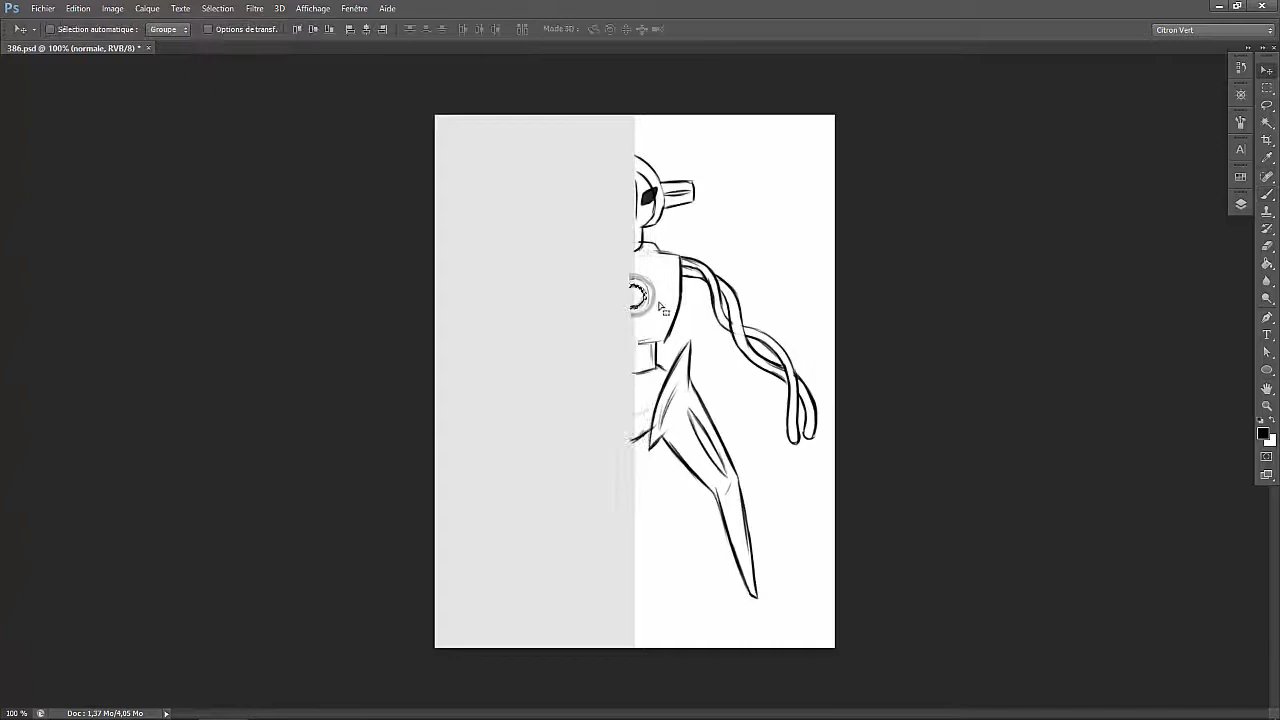 Ps Fichier Edition Image Calque Texte Sélection Filtre 3D Affichage Fenêtre Aide
Sélection automatique : Groupe Options de transf. Mode 3D : Citron Vert
386.psd @ 100% (normale, RVB/8) * ×
A
T
100 % Doc : 1,37 Mo/4,05 Mo